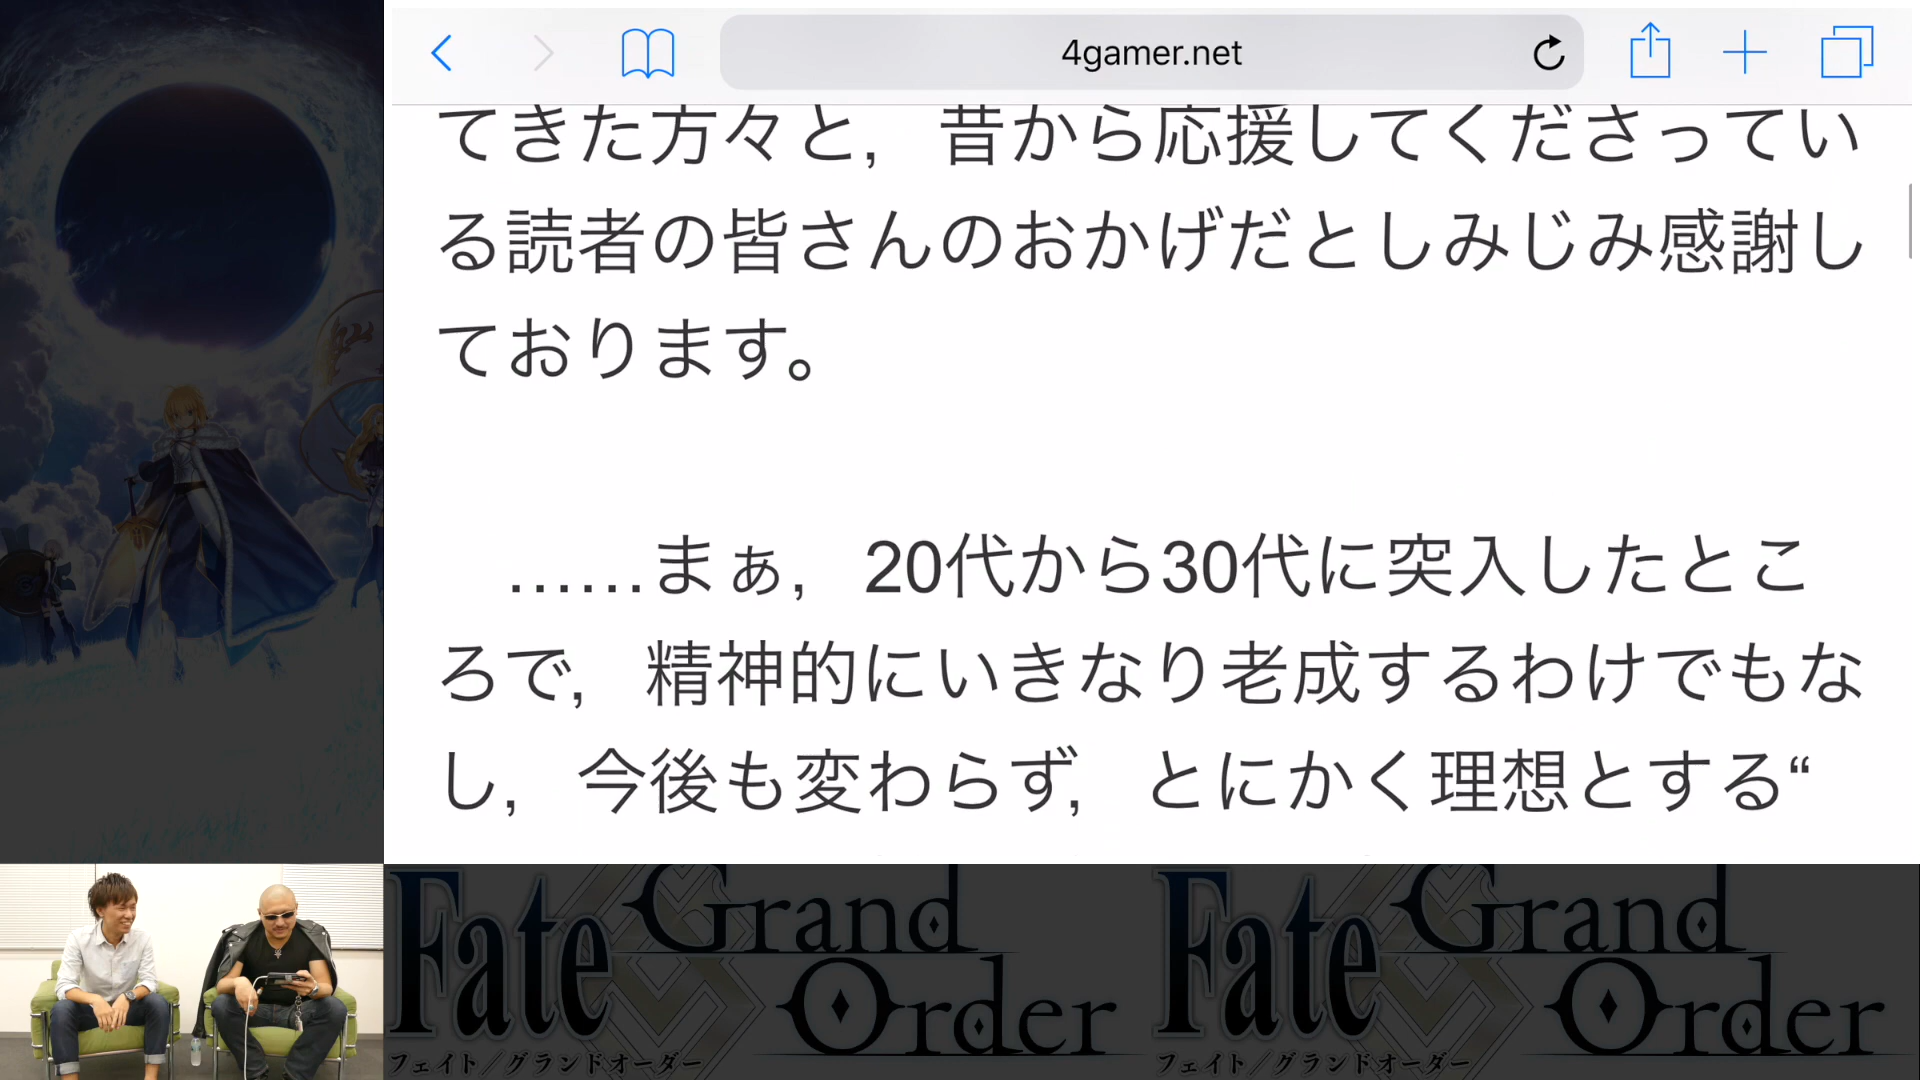 4gamer.net
てきた方々と，昔から応援してくださってい
る読者の皆さんのおかげだとしみじみ感謝し
ております。
……まぁ，20代から30代に突入したとこ
ろで，精神的にいきなり老成するわけでもな
し，今後も変わらず，とにかく理想とする“
Fate Grand Order
フェイト／グランドオーダー
Fate Grand Order
フェイト／グランドオーダー